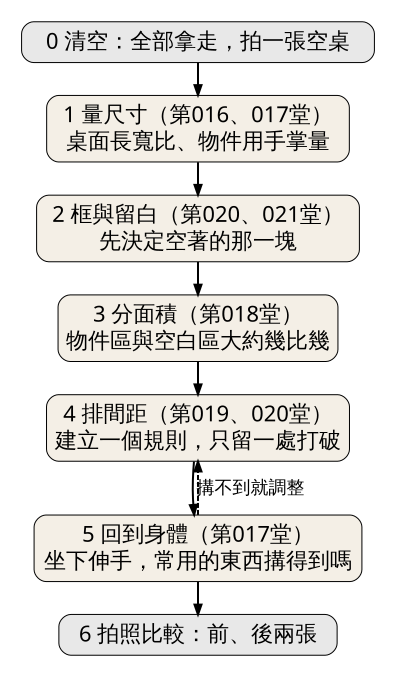 0 清空：全部拿走，拍一張空桌
1 量尺寸（第016、017堂）
桌面長寬比、物件用手掌量
2 框與留白（第020、021堂）
先決定空著的那一塊
3 分面積（第018堂）
物件區與空白區大約幾比幾
4 排間距（第019、020堂）
建立一個規則，只留一處打破
搆不到就調整
5 回到身體（第017堂）
坐下伸手，常用的東西搆得到嗎
6 拍照比較：前、後兩張